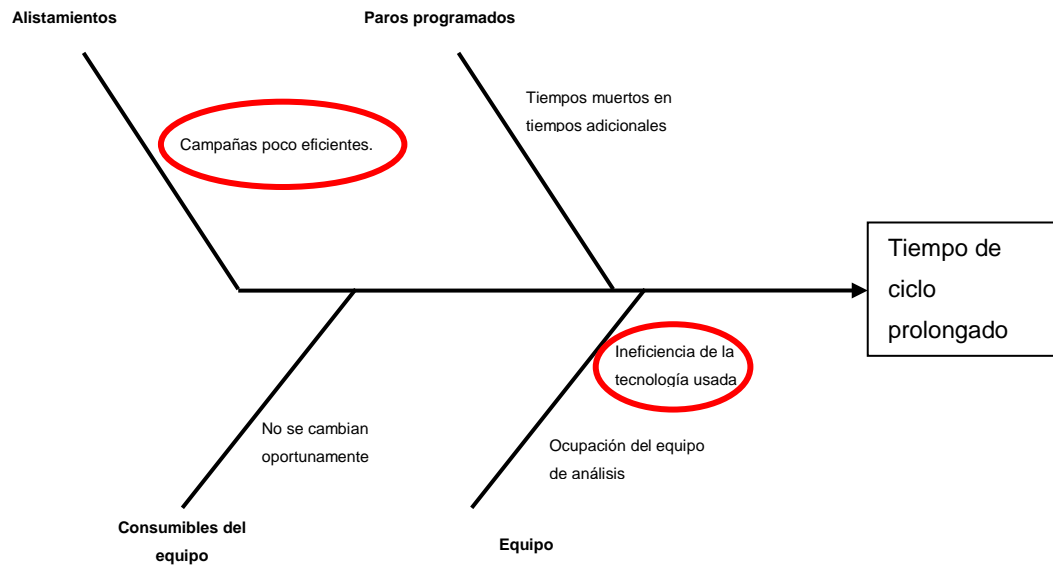 Alistamientos
Paros programados
Tiempos muertos en
tiempos adicionales
Campañas poco eficientes.
Tiempo de
ciclo
prolongado
Ineficiencia de la
tecnología usada
No se cambian
oportunamente
Ocupación del equipo
de análisis
Consumibles del
equipo
Equipo